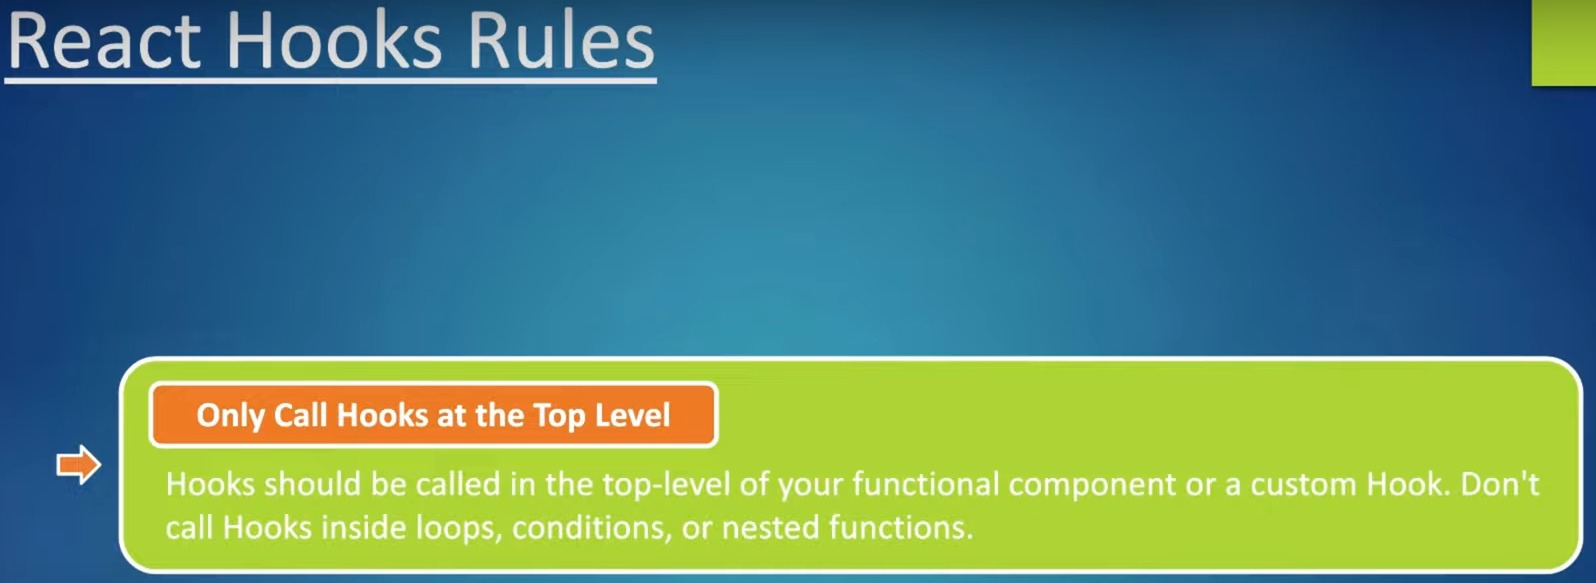 React Hooks Rules
Only Call Hooks at the Top Level
Hooks should be called in the top-level of your functional component or a custom Hook. Don't
call Hooks inside loops, conditions, or nested functions.